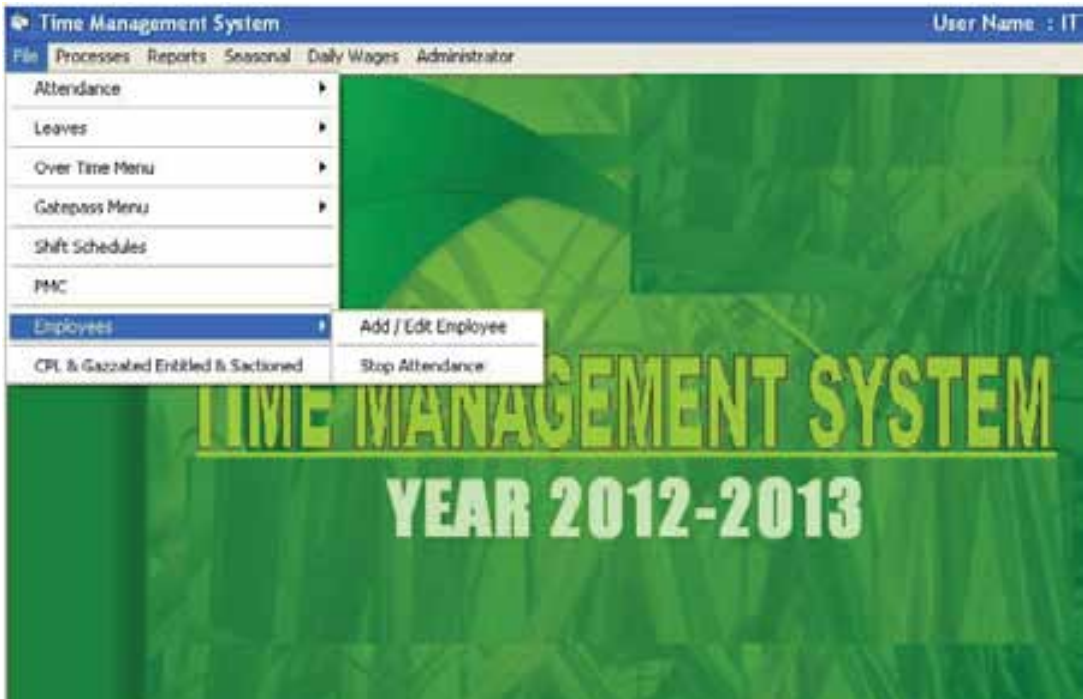 Time Management System User Name : IT
File Processes Reports Seasonal Daily Wages Administrator
Attendance
Leaves
Over Time Menu
Gatepass Menu
Shift Schedules
PMC
Employees
Add / Edit Employee
CPL & Gazzated Entitled & Sactioned
Stop Attendance
TIME MANAGEMENT SYSTEM
YEAR 2012-2013